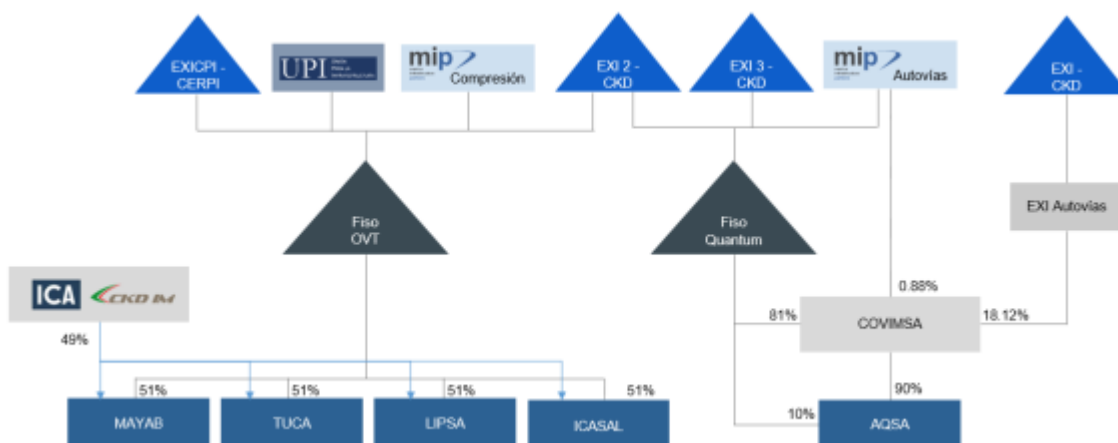 EXICPI -
CERPI
UPI
mip
Compresión
EXI 2 -
CKD
EXI 3 -
CKD
mip
Autovías
EXI -
CKD
Fiso
OVT
Fiso
Quantum
EXI Autovías
ICA CKD IM
49%
0.88%
81%
COVIMSA
18.12%
51%
51%
51%
51%
90%
10%
MAYAB
TUCA
LIPSA
ICASAL
AQSA